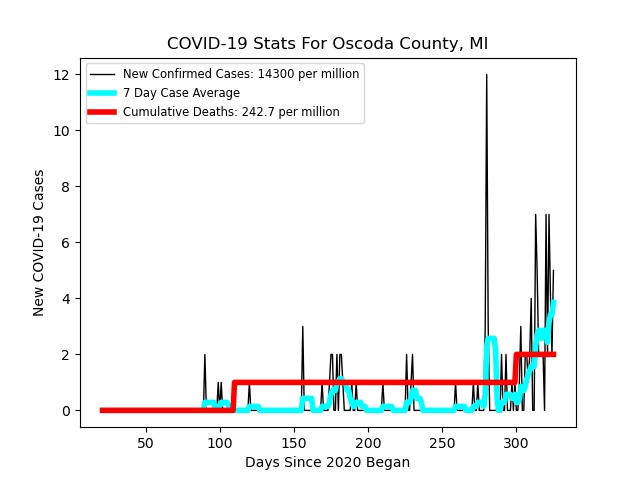 COVID-19 Stats For Oscoda County, MI
New Confirmed Cases: 14300 per million
7 Day Case Average
Cumulative Deaths: 242.7 per million
New COVID-19 Cases
12
10
8
6
4
2
0
50 100 150 200 250 300
Days Since 2020 Began